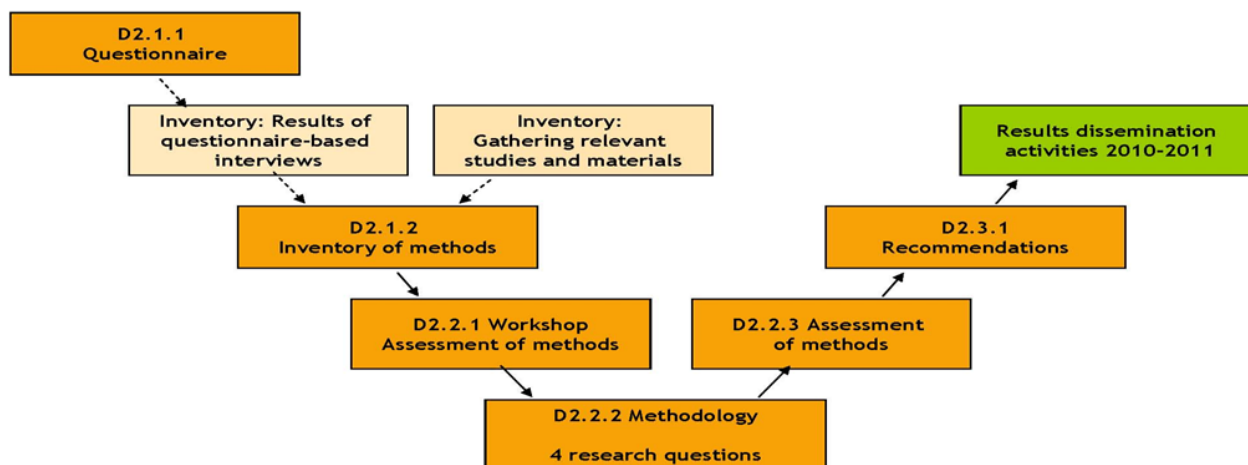 D2.1.1
Questionnaire
Inventory: Results of
questionnaire-based
interviews
Inventory:
Gathering relevant
studies and materials
Results dissemination
activities 2010-2011
D2.1.2
Inventory of methods
D2.3.1
Recommendations
D2.2.1 Workshop
Assessment of methods
D2.2.3 Assessment
of methods
D2.2.2 Methodology
4 research questions